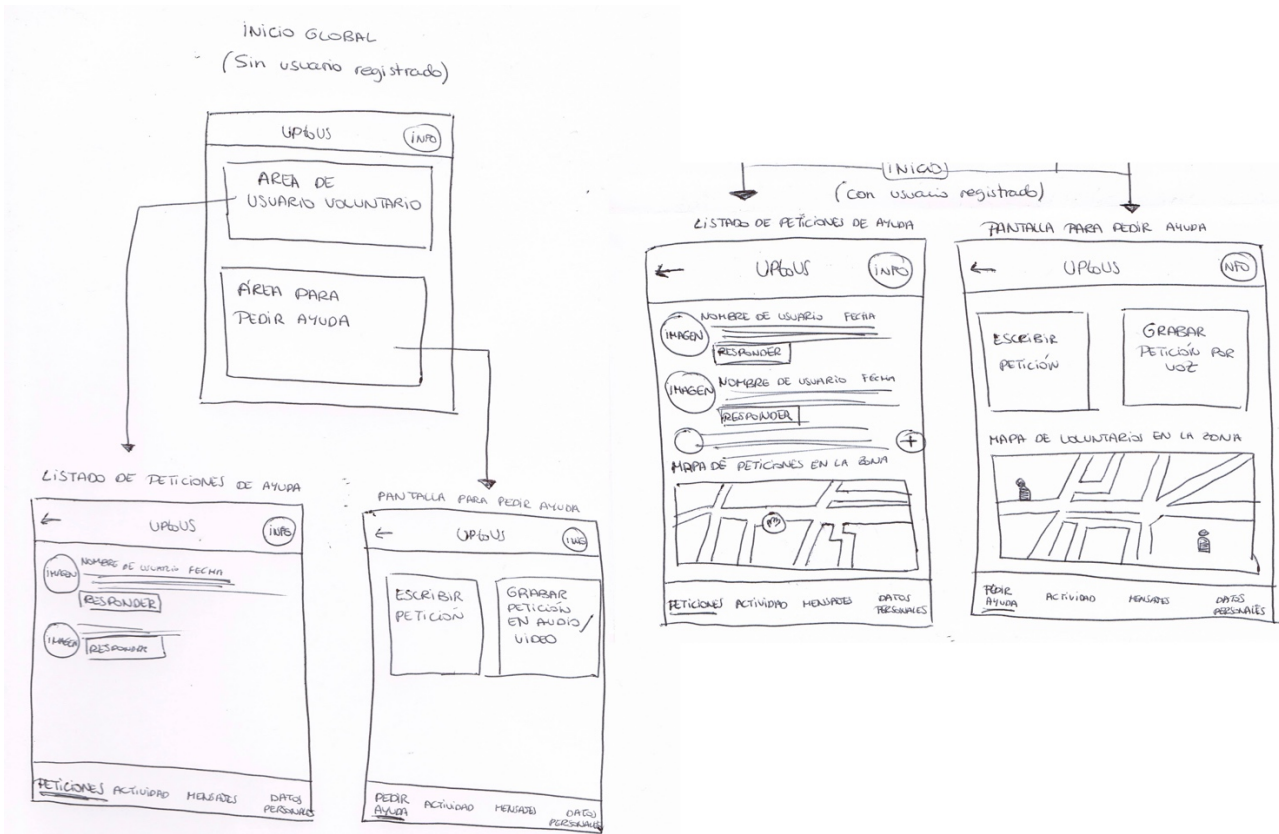 INICIO GLOBAL
(Sin usuario registrado)
UPtoUS
INFO
AREA DE
USUARIO VOLUNTARIO
ÁREA PARA
PEDIR AYUDA
LISTADO DE PETICIONES DE AYUDA
UPtoUS
INFO
IMAGEN
NOMBRE DE USUARIO FECHA
RESPONDER
IMAGEN
RESPONDER
PETICIONES ACTIVIDAD MENSAJES DATOS
PERSONALES
PANTALLA PARA PEDIR AYUDA
UPtoUS
ESCRIBIR
PETICIÓN
GRABAR
PETICIÓN
EN AUDIO/
VIDEO
PEDIR
AYUDA
ACTIVIDAD MENSAJES DATOS
PERSONALES
INICIO
(con usuario registrado)
LISTADO DE PETICIONES DE AYUDA
UPtoUS
INFO
IMAGEN
NOMBRE DE USUARIO FECHA
RESPONDER
IMAGEN
NOMBRE DE USUARIO FECHA
RESPONDER
+
MAPA DE PETICIONES EN LA ZONA
PETICIONES ACTIVIDAD MENSAJES DATOS
PERSONALES
PANTALLA PARA PEDIR AYUDA
UPtoUS
INFO
ESCRIBIR
PETICIÓN
GRABAR
PETICIÓN POR
VOZ
MAPA DE VOLUNTARIOS EN LA ZONA
PEDIR
AYUDA
ACTIVIDAD MENSAJES DATOS
PERSONALES